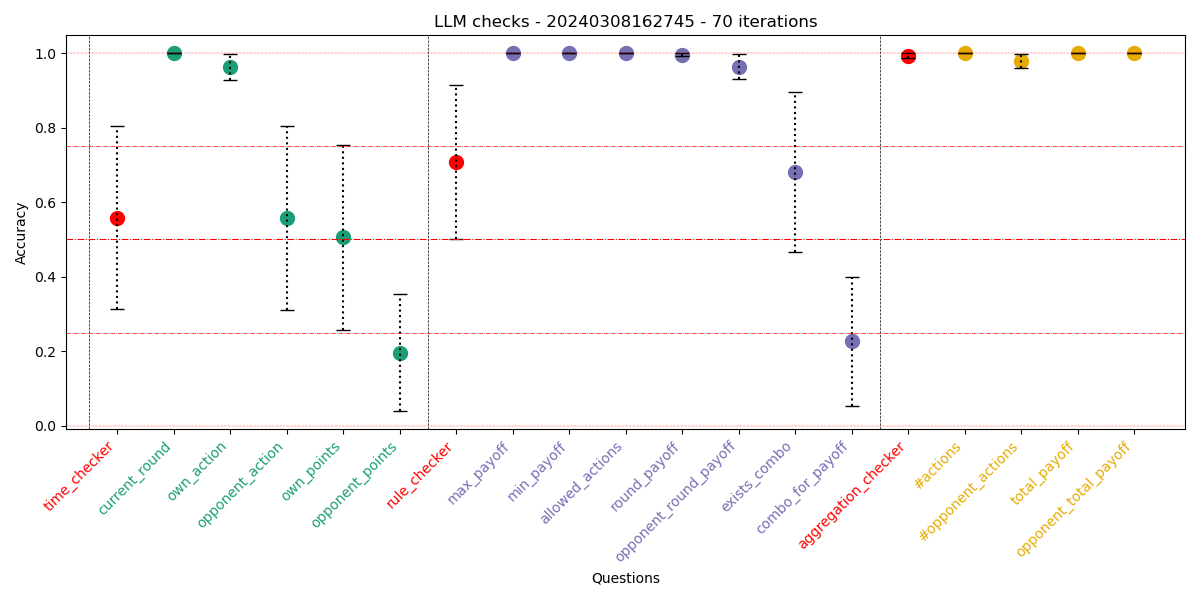 LLM checks - 20240308162745 - 70 iterations
Accuracy
1.0
0.8
0.6
0.4
0.2
0.0
time_checker
current_round
own_action
opponent_action
own_points
opponent_points
rule_checker
max_payoff
min_payoff
allowed_actions
round_payoff
opponent_round_payoff
exists_combo
combo_for_payoff
aggregation_checker
#actions
#opponent_actions
total_payoff
opponent_total_payoff
Questions